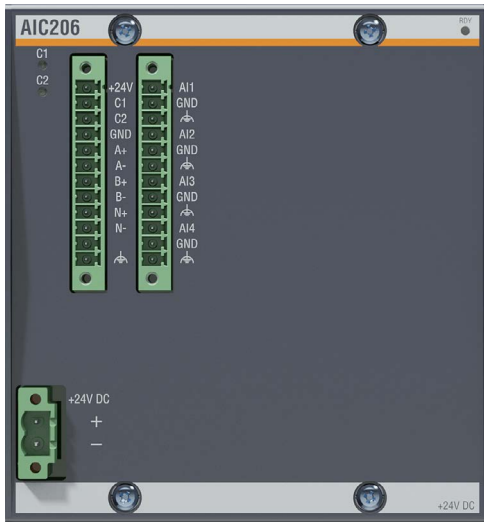 AIC206
RDY
C1
C2
+24V
C1
C2
GND
A+
A-
B+
B-
N+
N-
AI1
GND
AI2
GND
AI3
GND
AI4
GND
+24V DC
+
−
+24V DC